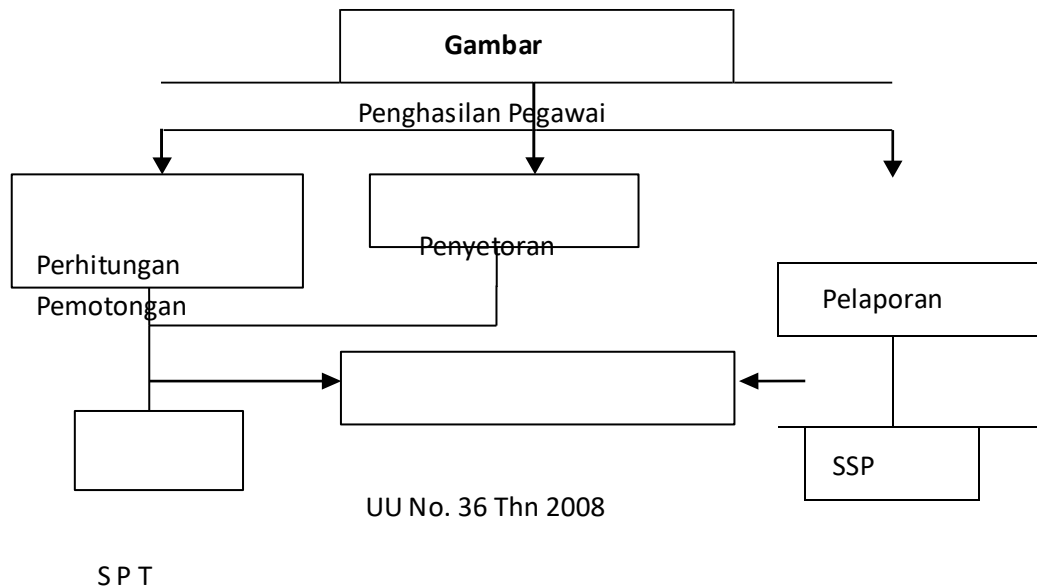 Gambar
Penghasilan Pegawai
Penyetoran
Perhitungan
Pemotongan
Pelaporan
SSP
UU No. 36 Thn 2008
S P T